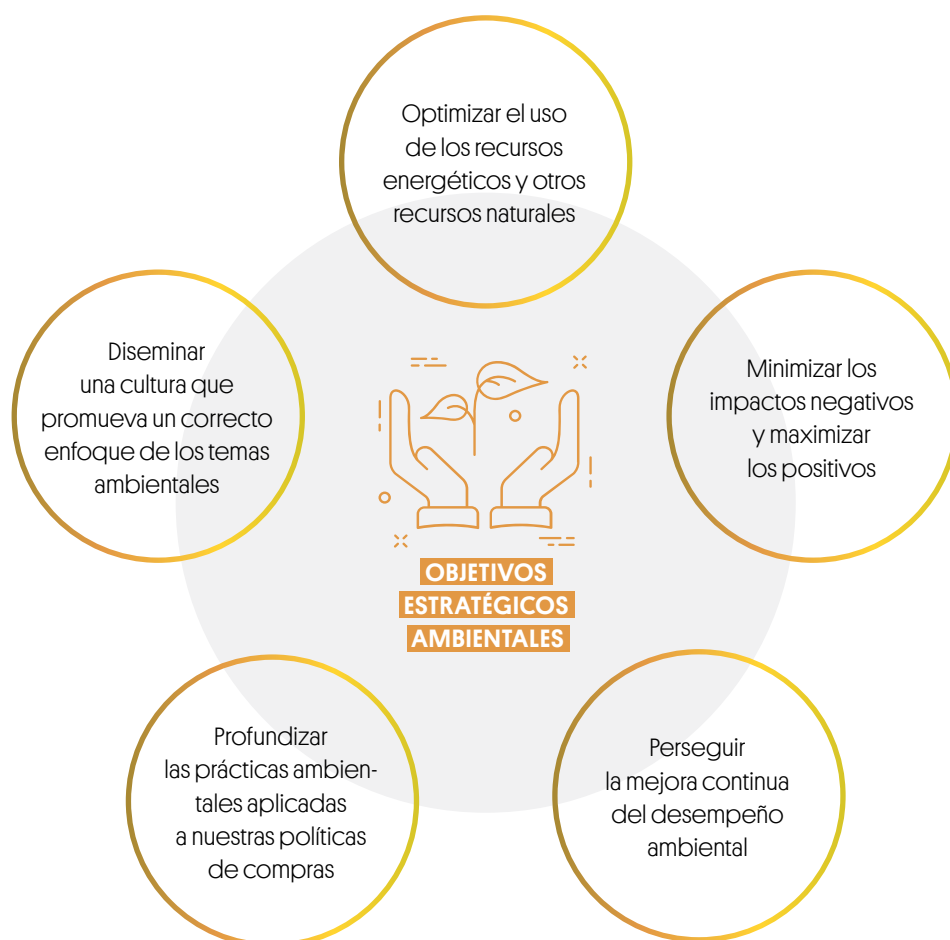 Optimizar el uso
de los recursos
energéticos y otros
recursos naturales
Diseminar
una cultura que
promueva un correcto
enfoque de los temas
ambientales
Minimizar los
impactos negativos
y maximizar
los positivos
OBJETIVOS
ESTRATÉGICOS
AMBIENTALES
Profundizar
las prácticas ambien-
tales aplicadas
a nuestras políticas
de compras
Perseguir
la mejora continua
del desempeño
ambiental